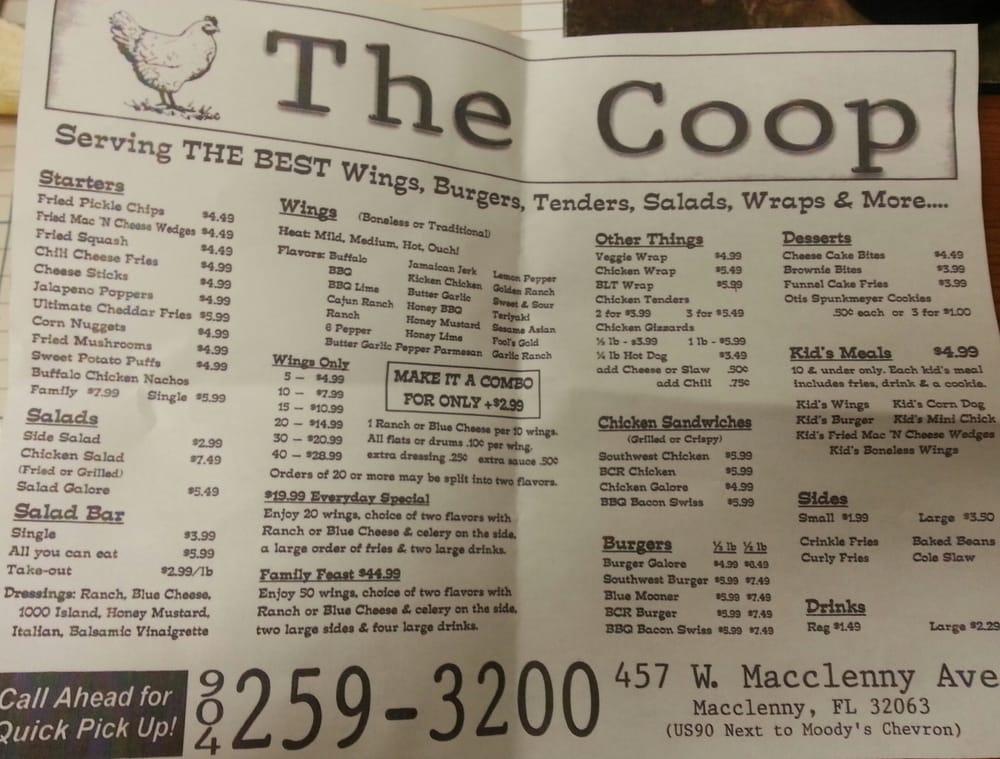 The Coop
Serving THE BEST Wings, Burgers, Tenders, Salads, Wraps & More....
Starters
Fried Pickle Chips $4.49
Fried Mac 'N Cheese Wedges $4.49
Fried Squash $4.49
Chili Cheese Fries $4.99
Cheese Sticks $4.99
Jalapeno Poppers $4.99
Ultimate Cheddar Fries $5.99
Corn Nuggets $4.99
Fried Mushrooms $4.99
Sweet Potato Puffs $4.99
Buffalo Chicken Nachos
Family $7.99 Single $5.99
Salads
Side Salad $2.99
Chicken Salad $7.49
(Fried or Grilled)
Salad Galore $5.49
Salad Bar
Single $3.99
All you can eat $5.99
Take-out $2.99/lb
Dressings: Ranch, Blue Cheese,
1000 Island, Honey Mustard,
Italian, Balsamic Vinaigrette
Wings (Boneless or Traditional)
Heat: Mild, Medium, Hot, Ouch!
Flavors: Buffalo Jamaican Jerk Lemon Pepper
BBQ Kicken Chicken Golden Ranch
BBQ Lime Butter Garlic Sweet & Sour
Cajun Ranch Honey BBQ Teriyaki
Ranch Honey Mustard Sesame Asian
6 Pepper Honey Lime Fool's Gold
Butter Garlic Pepper Parmesan Garlic Ranch
Wings Only
5 – $4.99
10 – $7.99
15 – $10.99
20 – $14.99
30 – $20.99
40 – $28.99
MAKE IT A COMBO
FOR ONLY +$2.99
1 Ranch or Blue Cheese per 10 wings.
All flats or drums .10¢ per wing,
extra dressing .25¢ extra sauce .50¢
Orders of 20 or more may be split into two flavors.
$19.99 Everyday Special
Enjoy 20 wings, choice of two flavors with
Ranch or Blue Cheese & celery on the side,
a large order of fries & two large drinks.
Family Feast $44.99
Enjoy 50 wings, choice of two flavors with
Ranch or Blue Cheese & celery on the side,
two large sides & four large drinks.
Other Things
Veggie Wrap $4.99
Chicken Wrap $5.49
BLT Wrap $5.99
Chicken Tenders
2 for $3.99 3 for $5.49
Chicken Gizzards
½ lb - $3.99 1 lb - $5.99
¼ lb Hot Dog $3.49
add Cheese or Slaw .50¢
add Chili .75¢
Chicken Sandwiches
(Grilled or Crispy)
Southwest Chicken $5.99
BCR Chicken $5.99
Chicken Galore $4.99
BBQ Bacon Swiss $5.99
Burgers
Burger Galore $4.99 $6.49
Southwest Burger $5.99 $7.49
Blue Mooner $5.99 $7.49
BCR Burger $5.99 $7.49
BBQ Bacon Swiss $5.99 $7.49
Desserts
Cheese Cake Bites $4.49
Brownie Bites $3.99
Funnel Cake Fries $3.99
Otis Spunkmeyer Cookies
.50¢ each or 3 for $1.00
Kid's Meals $4.99
10 & under only. Each kid's meal
includes fries, drink & a cookie.
Kid's Wings Kid's Corn Dog
Kid's Burger Kid's Mini Chick
Kid's Fried Mac 'N Cheese Wedges
Kid's Boneless Wings
Sides
Small $1.99 Large $3.50
Crinkle Fries Baked Beans
Curly Fries Cole Slaw
Drinks
Reg $1.49 Large $2.29
Call Ahead for
Quick Pick Up!
904 259-3200
457 W. Macclenny Ave
Macclenny, FL 32063
(US90 Next to Moody's Chevron)